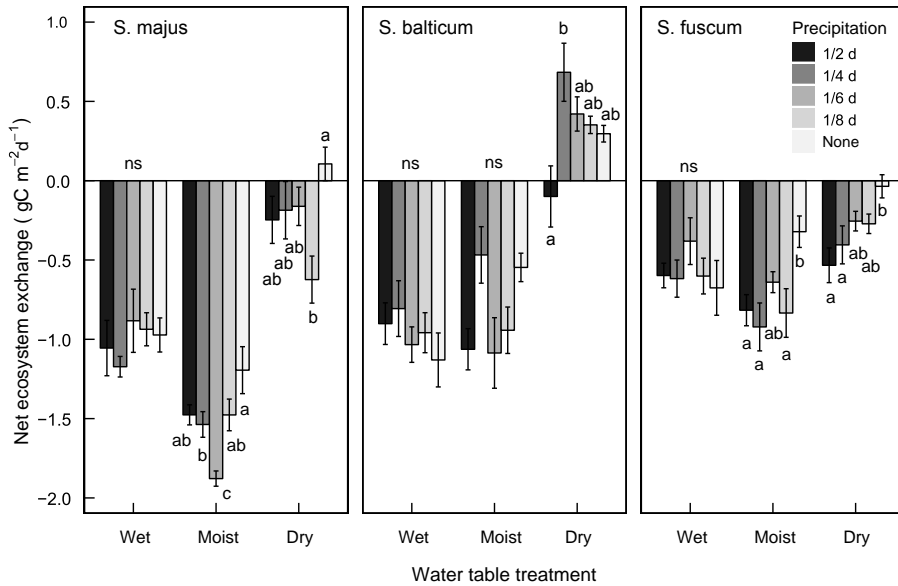 S. majus
S. balticum
S. fuscum
Precipitation
1/2 d
1/4 d
1/6 d
1/8 d
None
Net ecosystem exchange ( gC m⁻²d⁻¹)
1.0
0.5
0.0
−0.5
−1.0
−1.5
−2.0
ns
ab
b
c
ab
a
ab
ab
ab
b
a
ns
ns
a
b
ab
ab
ab
ns
a
a
ab
a
b
a
a
ab
ab
b
Wet Moist Dry
Wet Moist Dry
Wet Moist Dry
Water table treatment